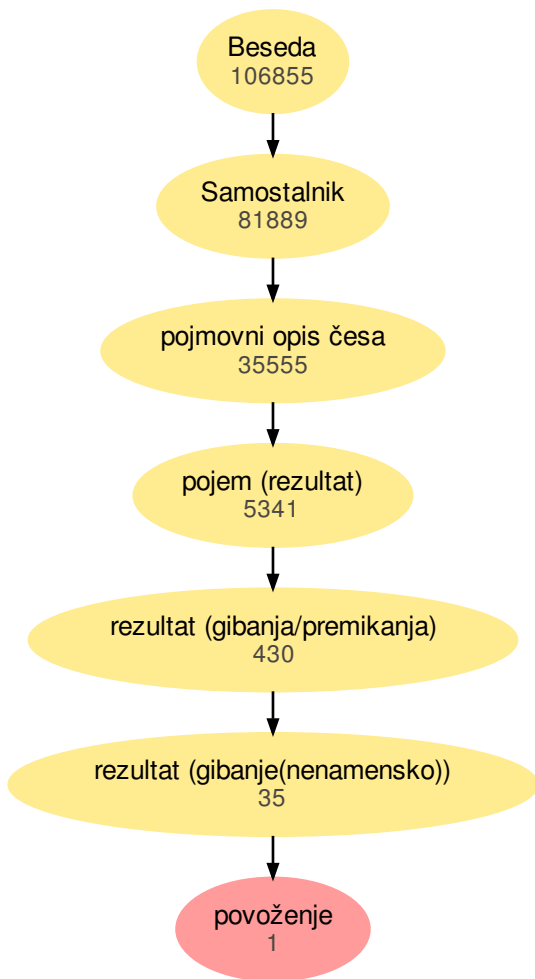 Beseda
106855
Samostalnik
81889
pojmovni opis česa
35555
pojem (rezultat)
5341
rezultat (gibanja/premikanja)
430
rezultat (gibanje(nenamensko))
35
povoženje
1